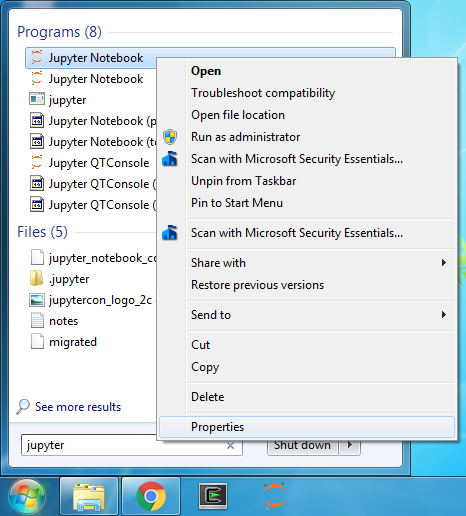 Programs (8)
Jupyter Notebook
Jupyter Notebook
jupyter
Jupyter Notebook (p
Jupyter Notebook (te
Jupyter QTConsole
Jupyter QTConsole (
Jupyter QTConsole (
Files (5)
jupyter_notebook_co
.jupyter
jupytercon_logo_2c
notes
migrated
See more results
jupyter
Shut down
Open
Troubleshoot compatibility
Open file location
Run as administrator
Scan with Microsoft Security Essentials...
Unpin from Taskbar
Pin to Start Menu
Scan with Microsoft Security Essentials...
Share with
Restore previous versions
Send to
Cut
Copy
Delete
Properties